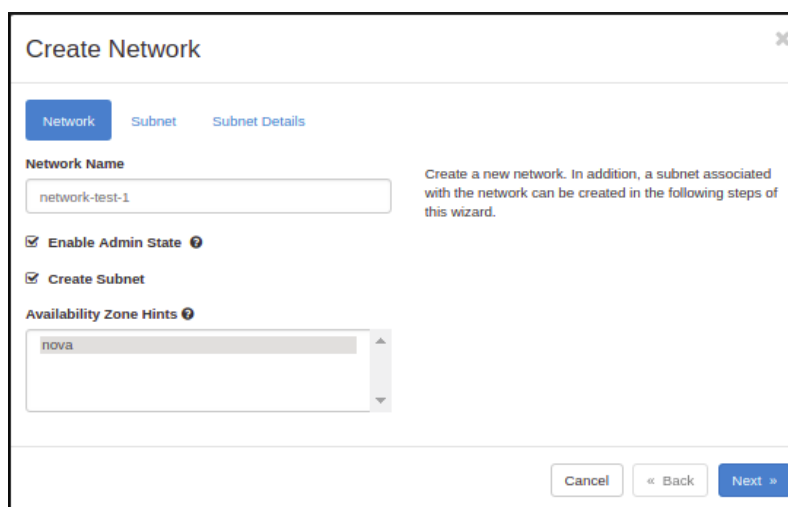 Create Network
Network
Subnet
Subnet Details
Network Name
network-test-1
Enable Admin State
Create Subnet
Availability Zone Hints
nova
Create a new network. In addition, a subnet associated
with the network can be created in the following steps of
this wizard.
Cancel
« Back
Next »